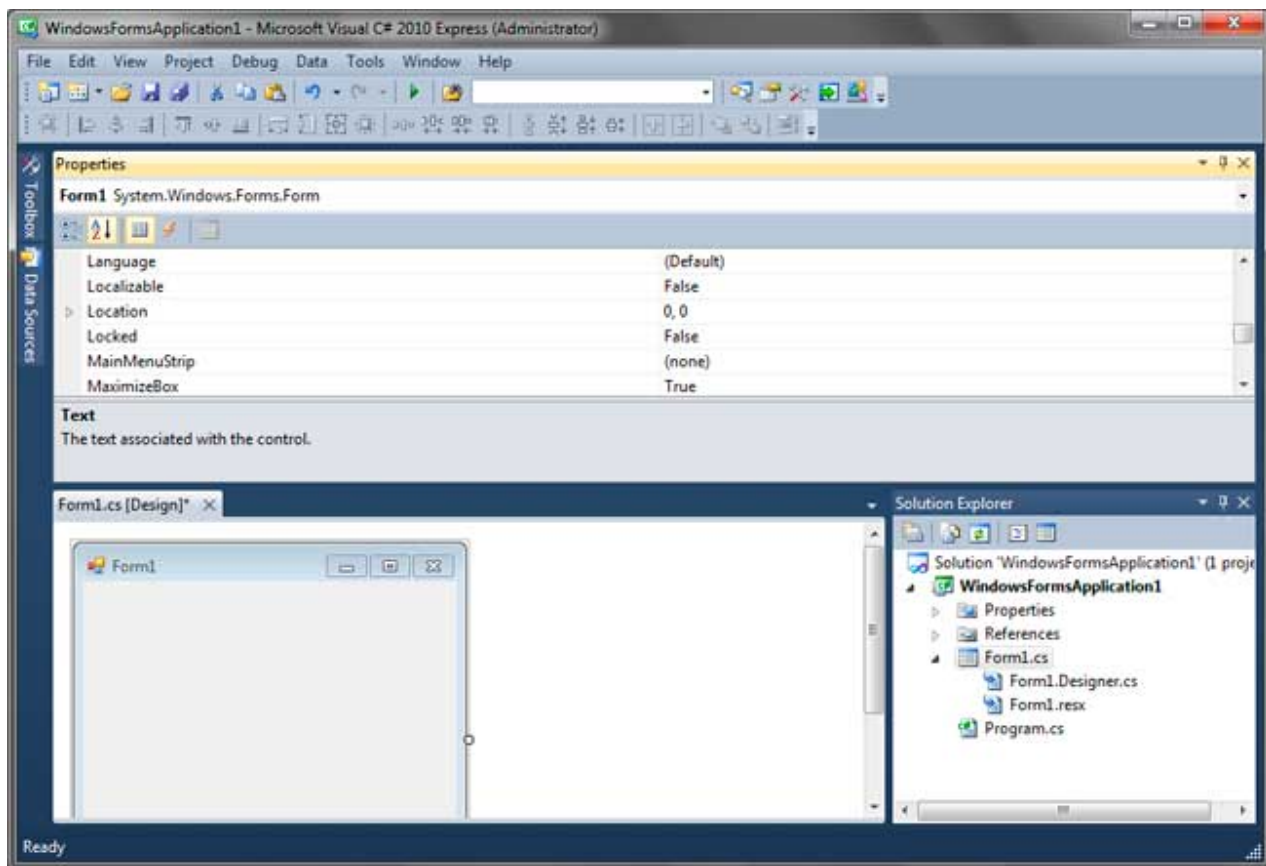 WindowsFormsApplication1 - Microsoft Visual C# 2010 Express (Administrator)
File Edit View Project Debug Data Tools Window Help
Toolbox
Data Sources
Properties
Form1 System.Windows.Forms.Form
Language (Default)
Localizable False
Location 0, 0
Locked False
MainMenuStrip (none)
MaximizeBox True
Text
The text associated with the control.
Form1.cs [Design]*
Form1
Solution Explorer
Solution 'WindowsFormsApplication1' (1 proje
WindowsFormsApplication1
Properties
References
Form1.cs
Form1.Designer.cs
Form1.resx
Program.cs
Ready